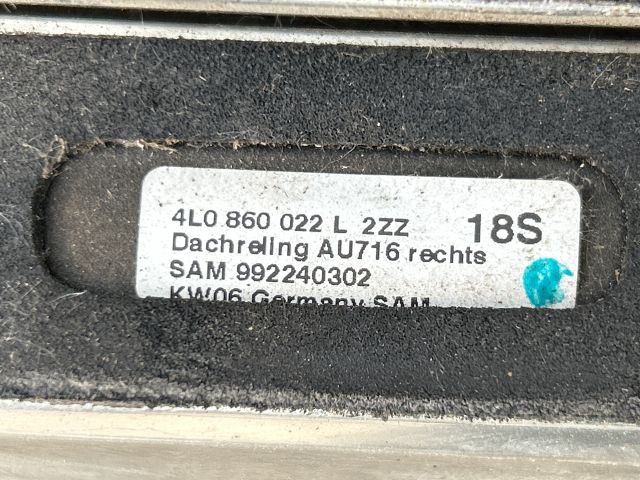 4L0 860 022 L 2ZZ 18S
Dachreling AU716 rechts
SAM 992240302
KW06 Germany SAM